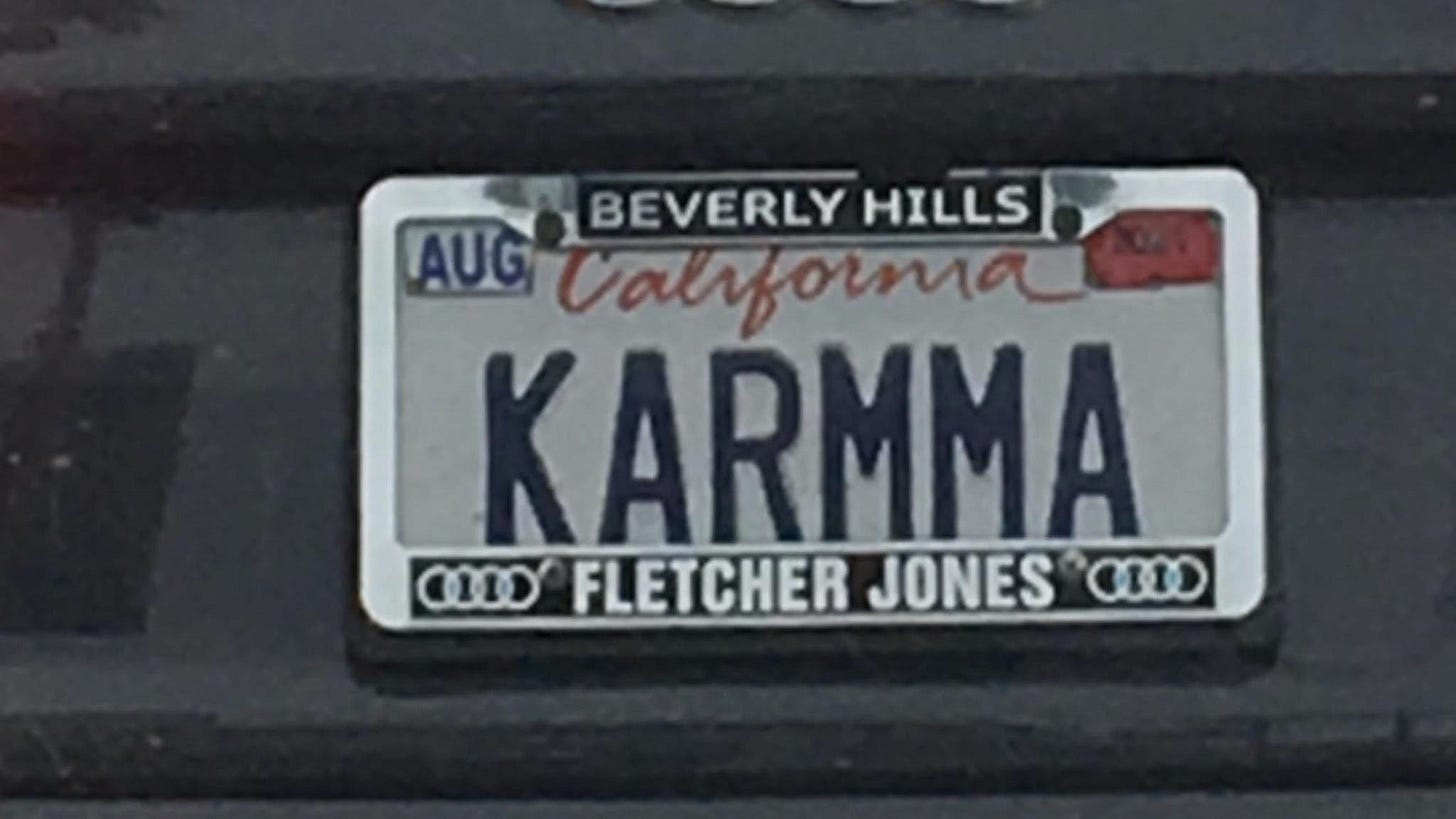 BEVERLY HILLS
AUG California
KARMMA
FLETCHER JONES